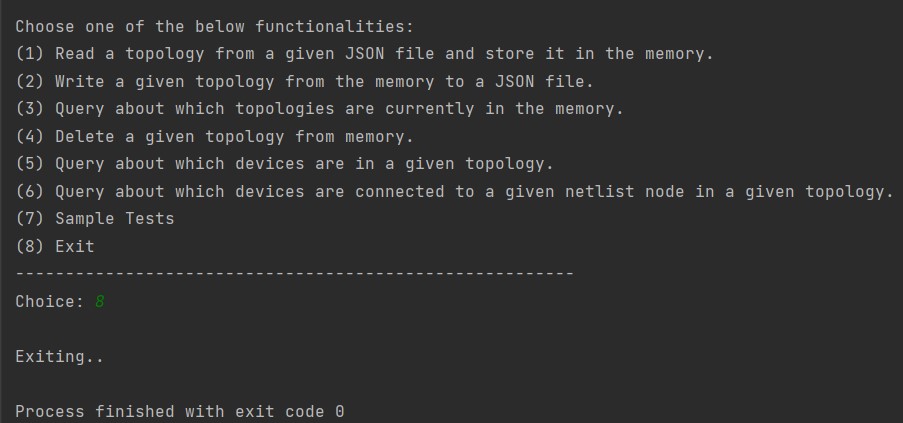 Choose one of the below functionalities:
(1) Read a topology from a given JSON file and store it in the memory.
(2) Write a given topology from the memory to a JSON file.
(3) Query about which topologies are currently in the memory.
(4) Delete a given topology from memory.
(5) Query about which devices are in a given topology.
(6) Query about which devices are connected to a given netlist node in a given topology.
(7) Sample Tests
(8) Exit
--------------------------------------------------------
Choice: 8
Exiting..
Process finished with exit code 0